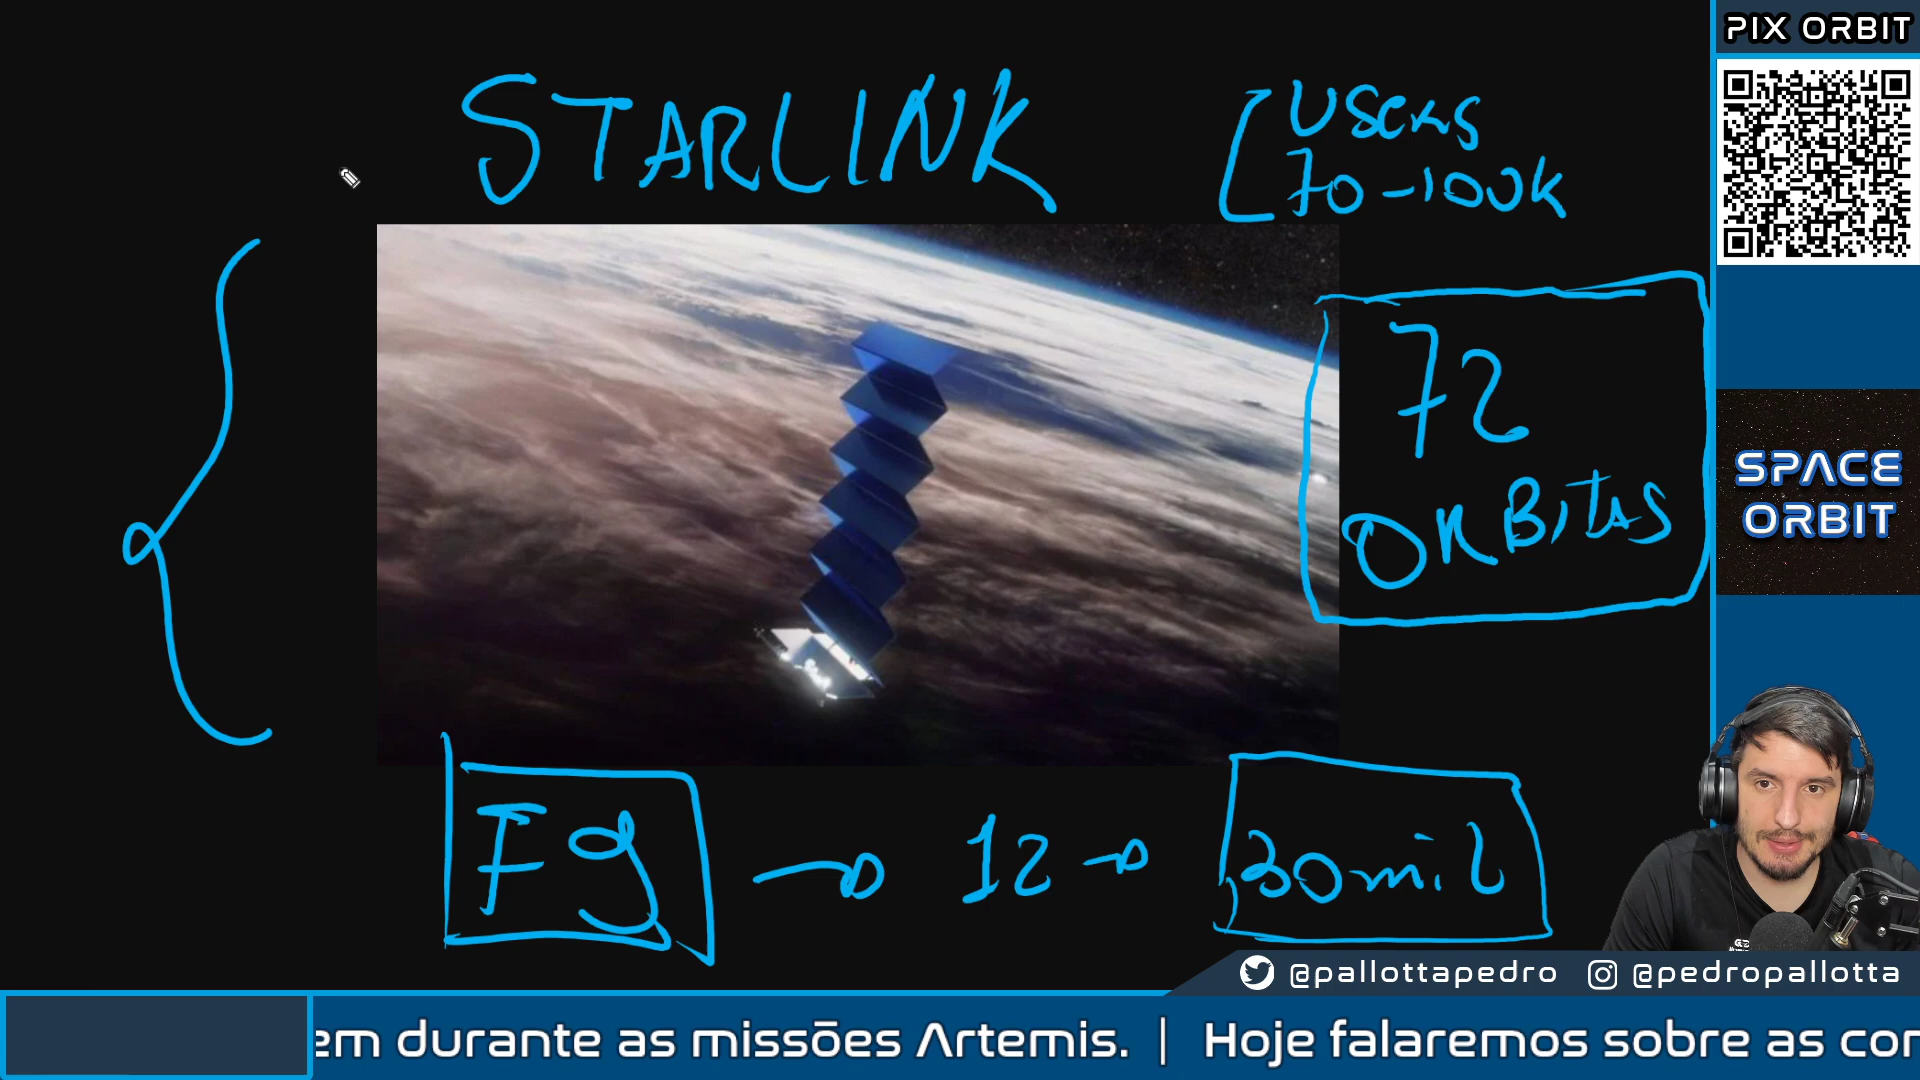 PIX ORBIT
STARLINK
USERS
70-100K
72
ORBITAS
SPACE
ORBIT
F9
12
30mil
@pallottapedro
@pedropallotta
em durante as missões Artemis. | Hoje falaremos sobre as cor